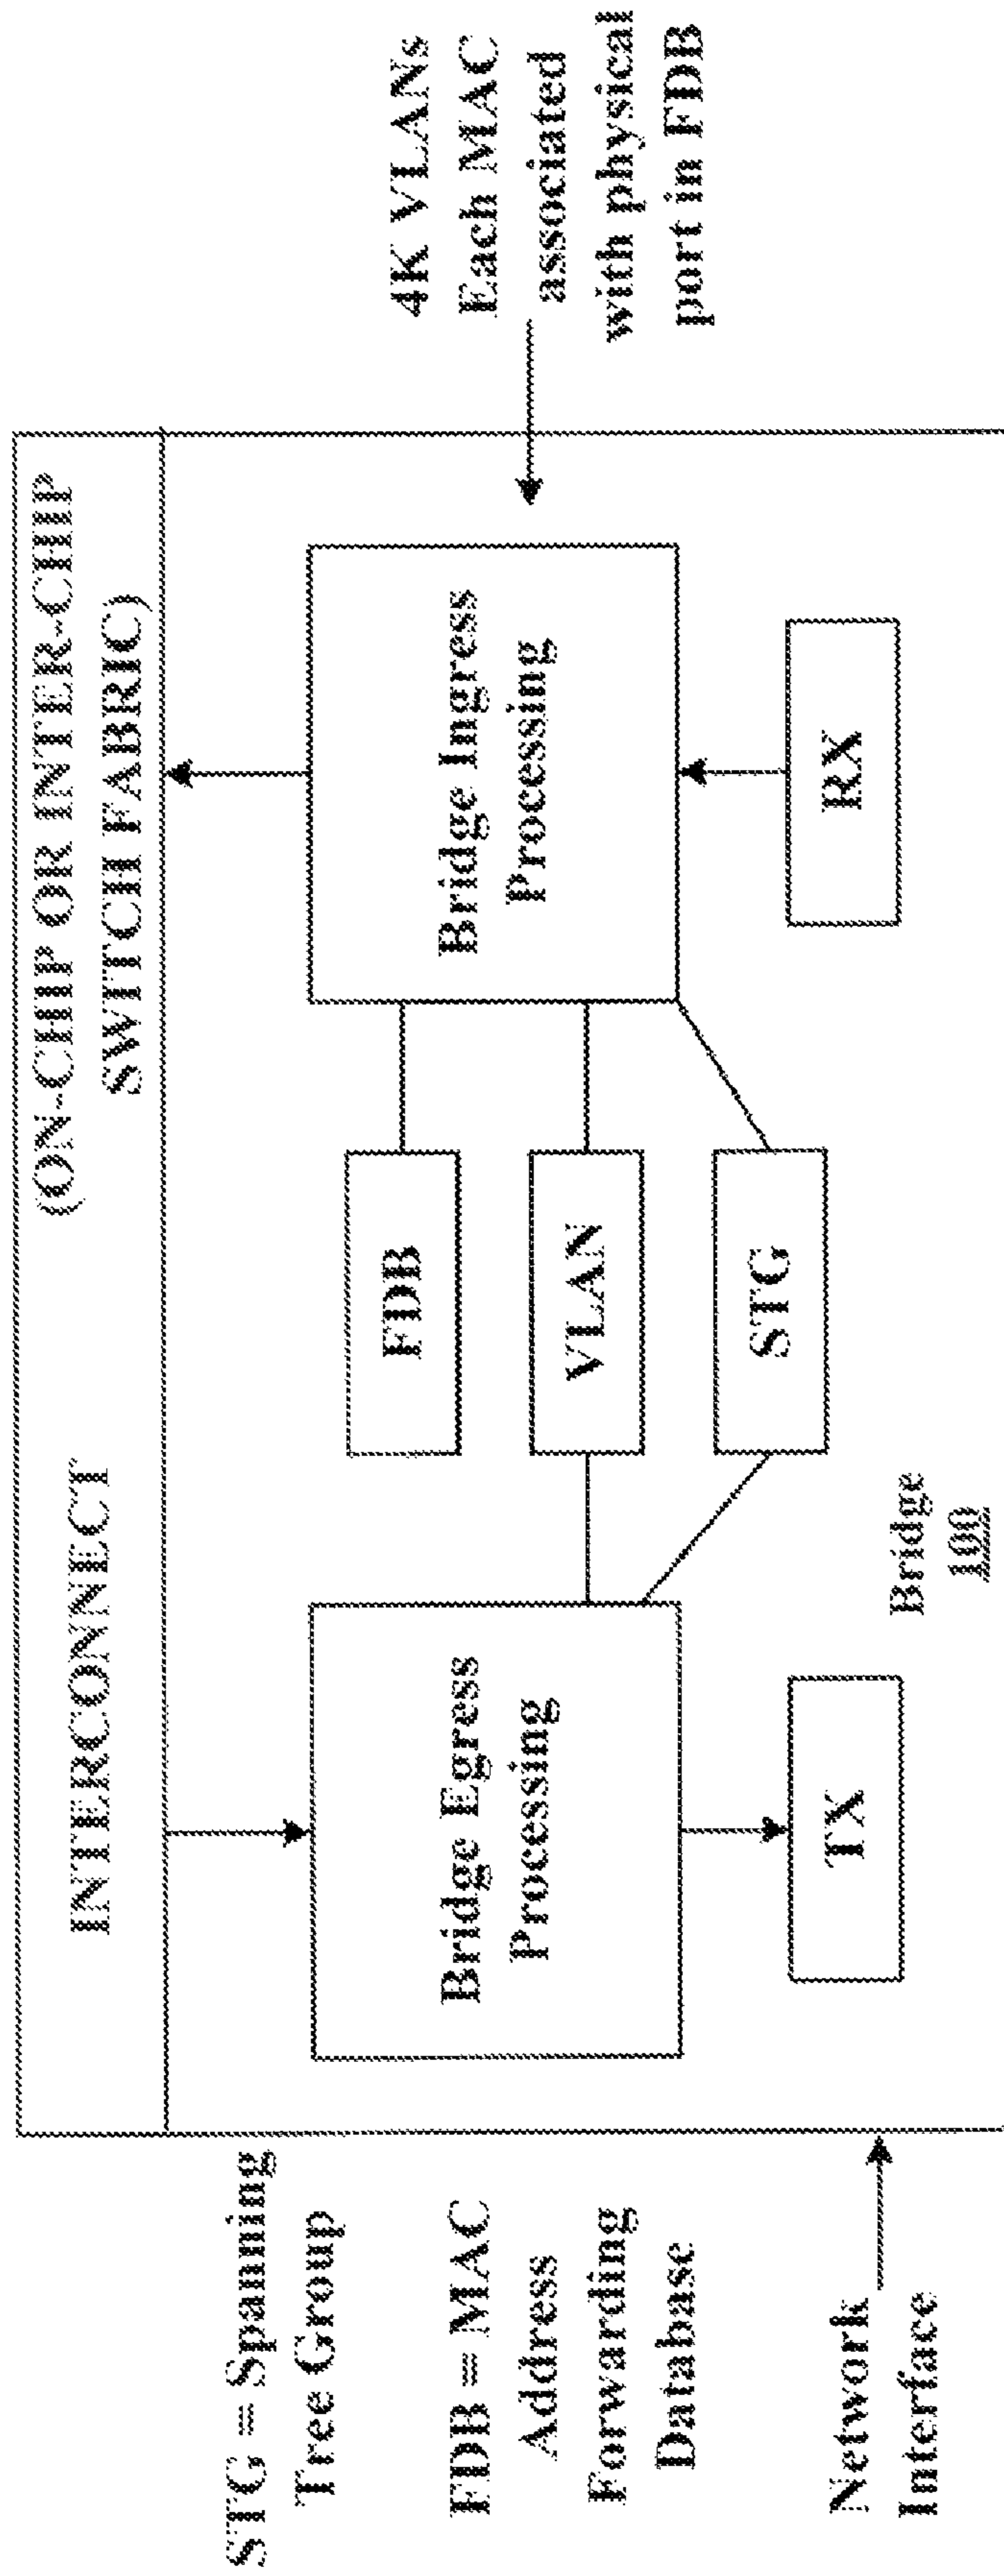 INTERCONNECT
(ON-CHIP OR INTER-CHIP
SWITCH FABRIC)
STG = Spanning
Tree Group
FDB = MAC
Address
Forwarding
Database
Network
Interface
Bridge Egress
Processing
TX
FDB
VLAN
STG
Bridge
100
Bridge Ingress
Processing
RX
4K VLANs
Each MAC
associated
with physical
port in FDB